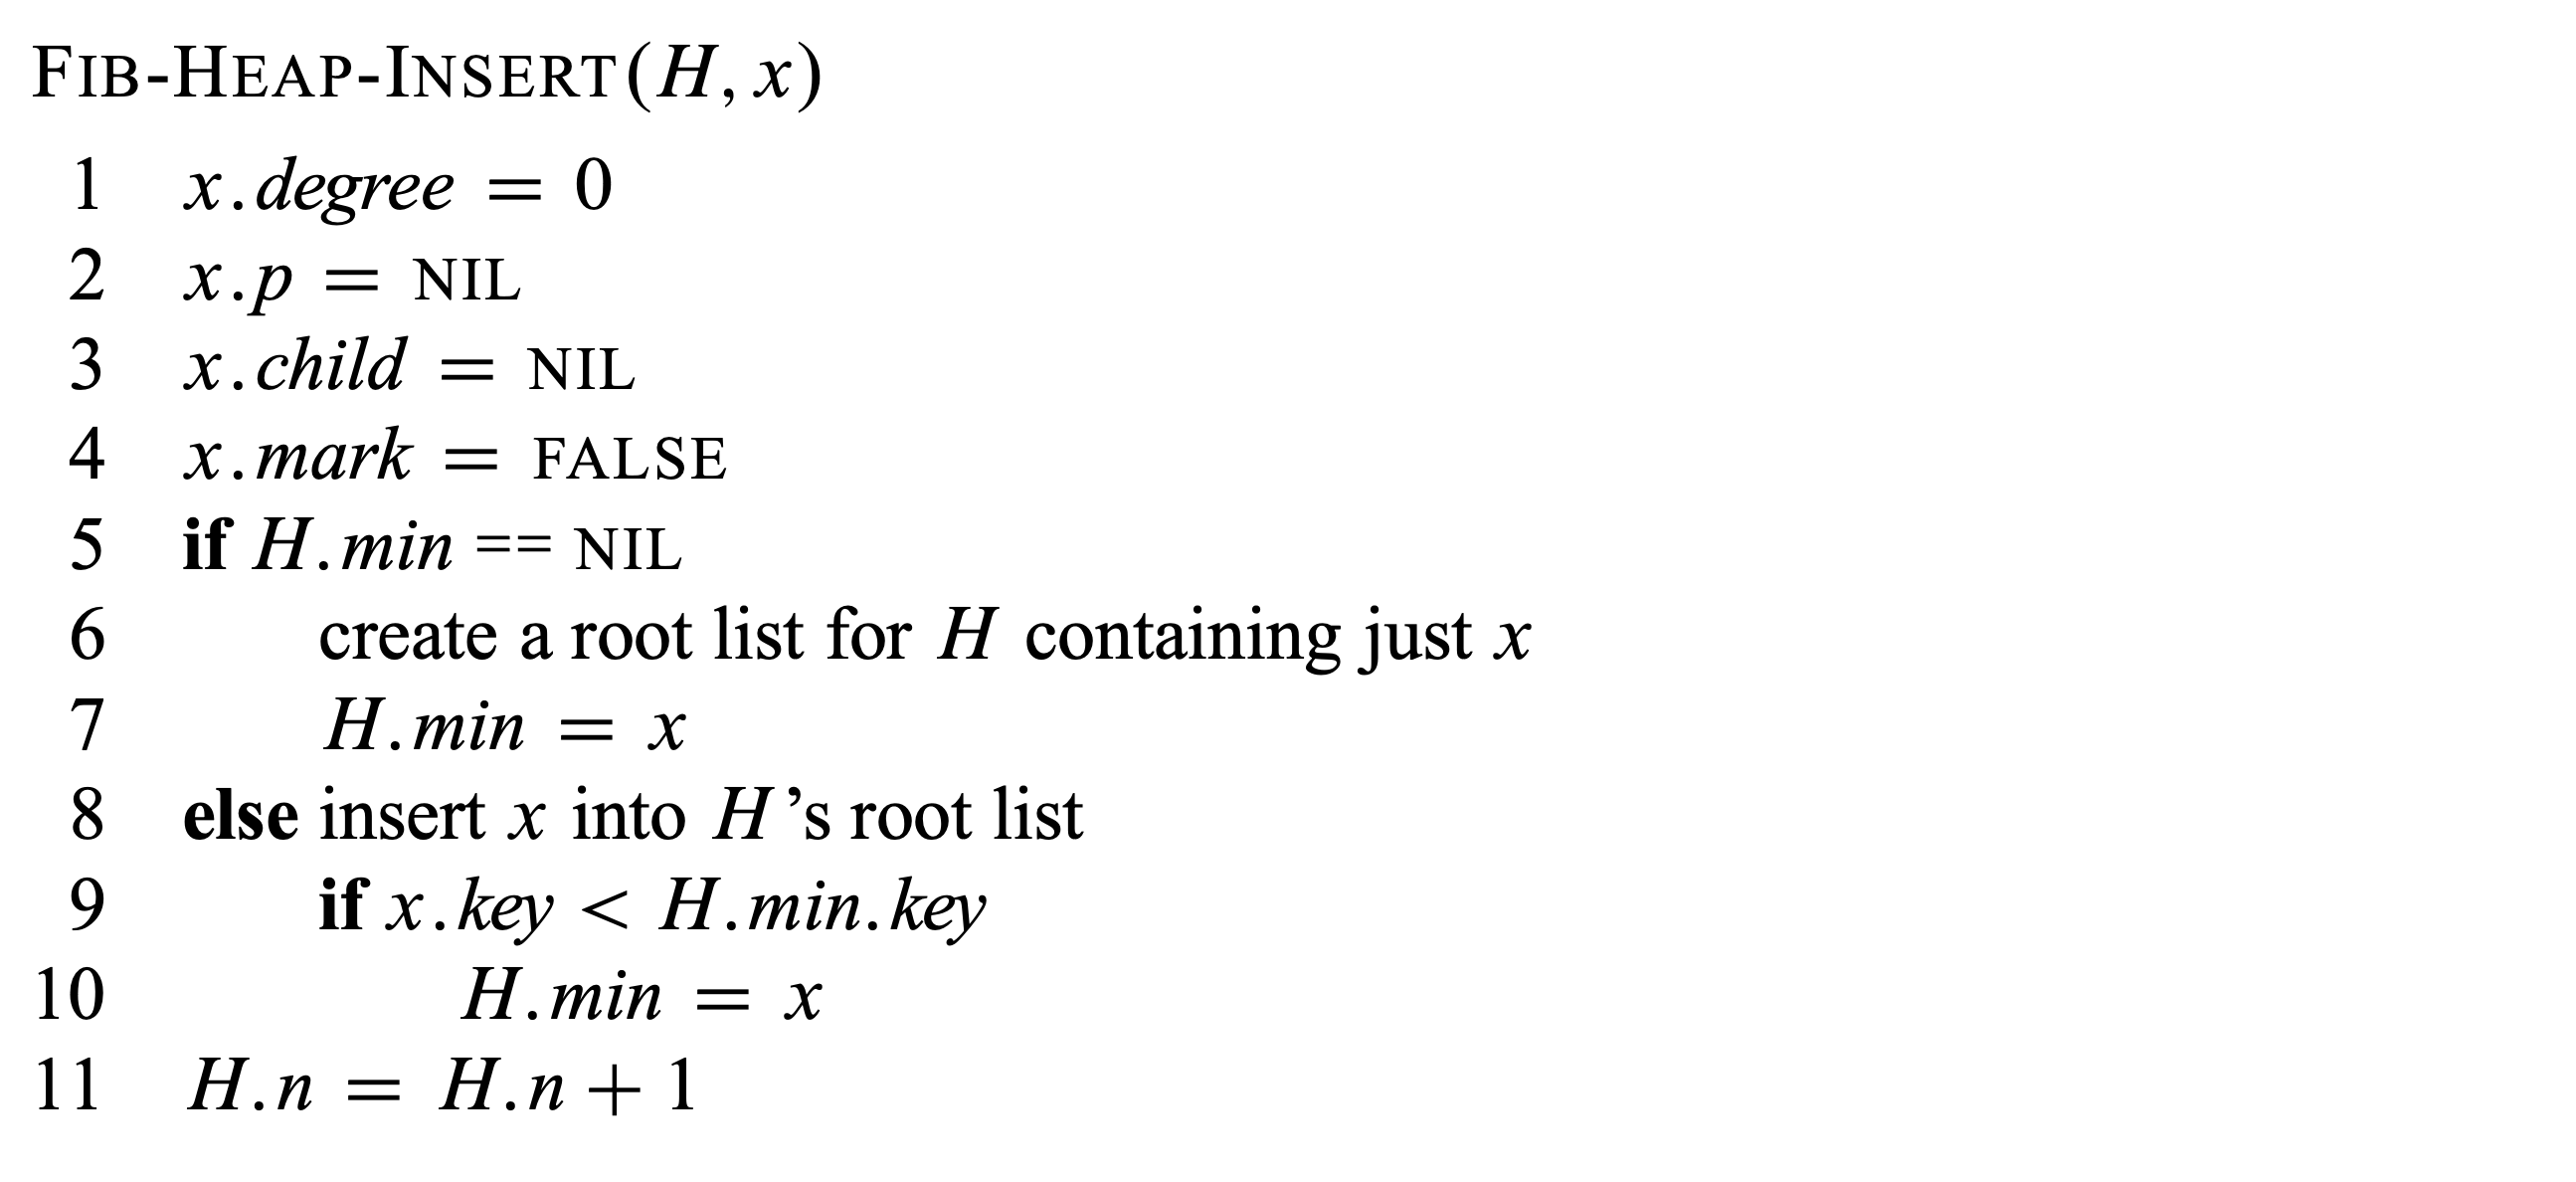 FIB-HEAP-INSERT(H, x)
1 x.degree = 0
2 x.p = NIL
3 x.child = NIL
4 x.mark = FALSE
5 if H.min == NIL
6 create a root list for H containing just x
7 H.min = x
8 else insert x into H’s root list
9 if x.key < H.min.key
10 H.min = x
11 H.n = H.n + 1